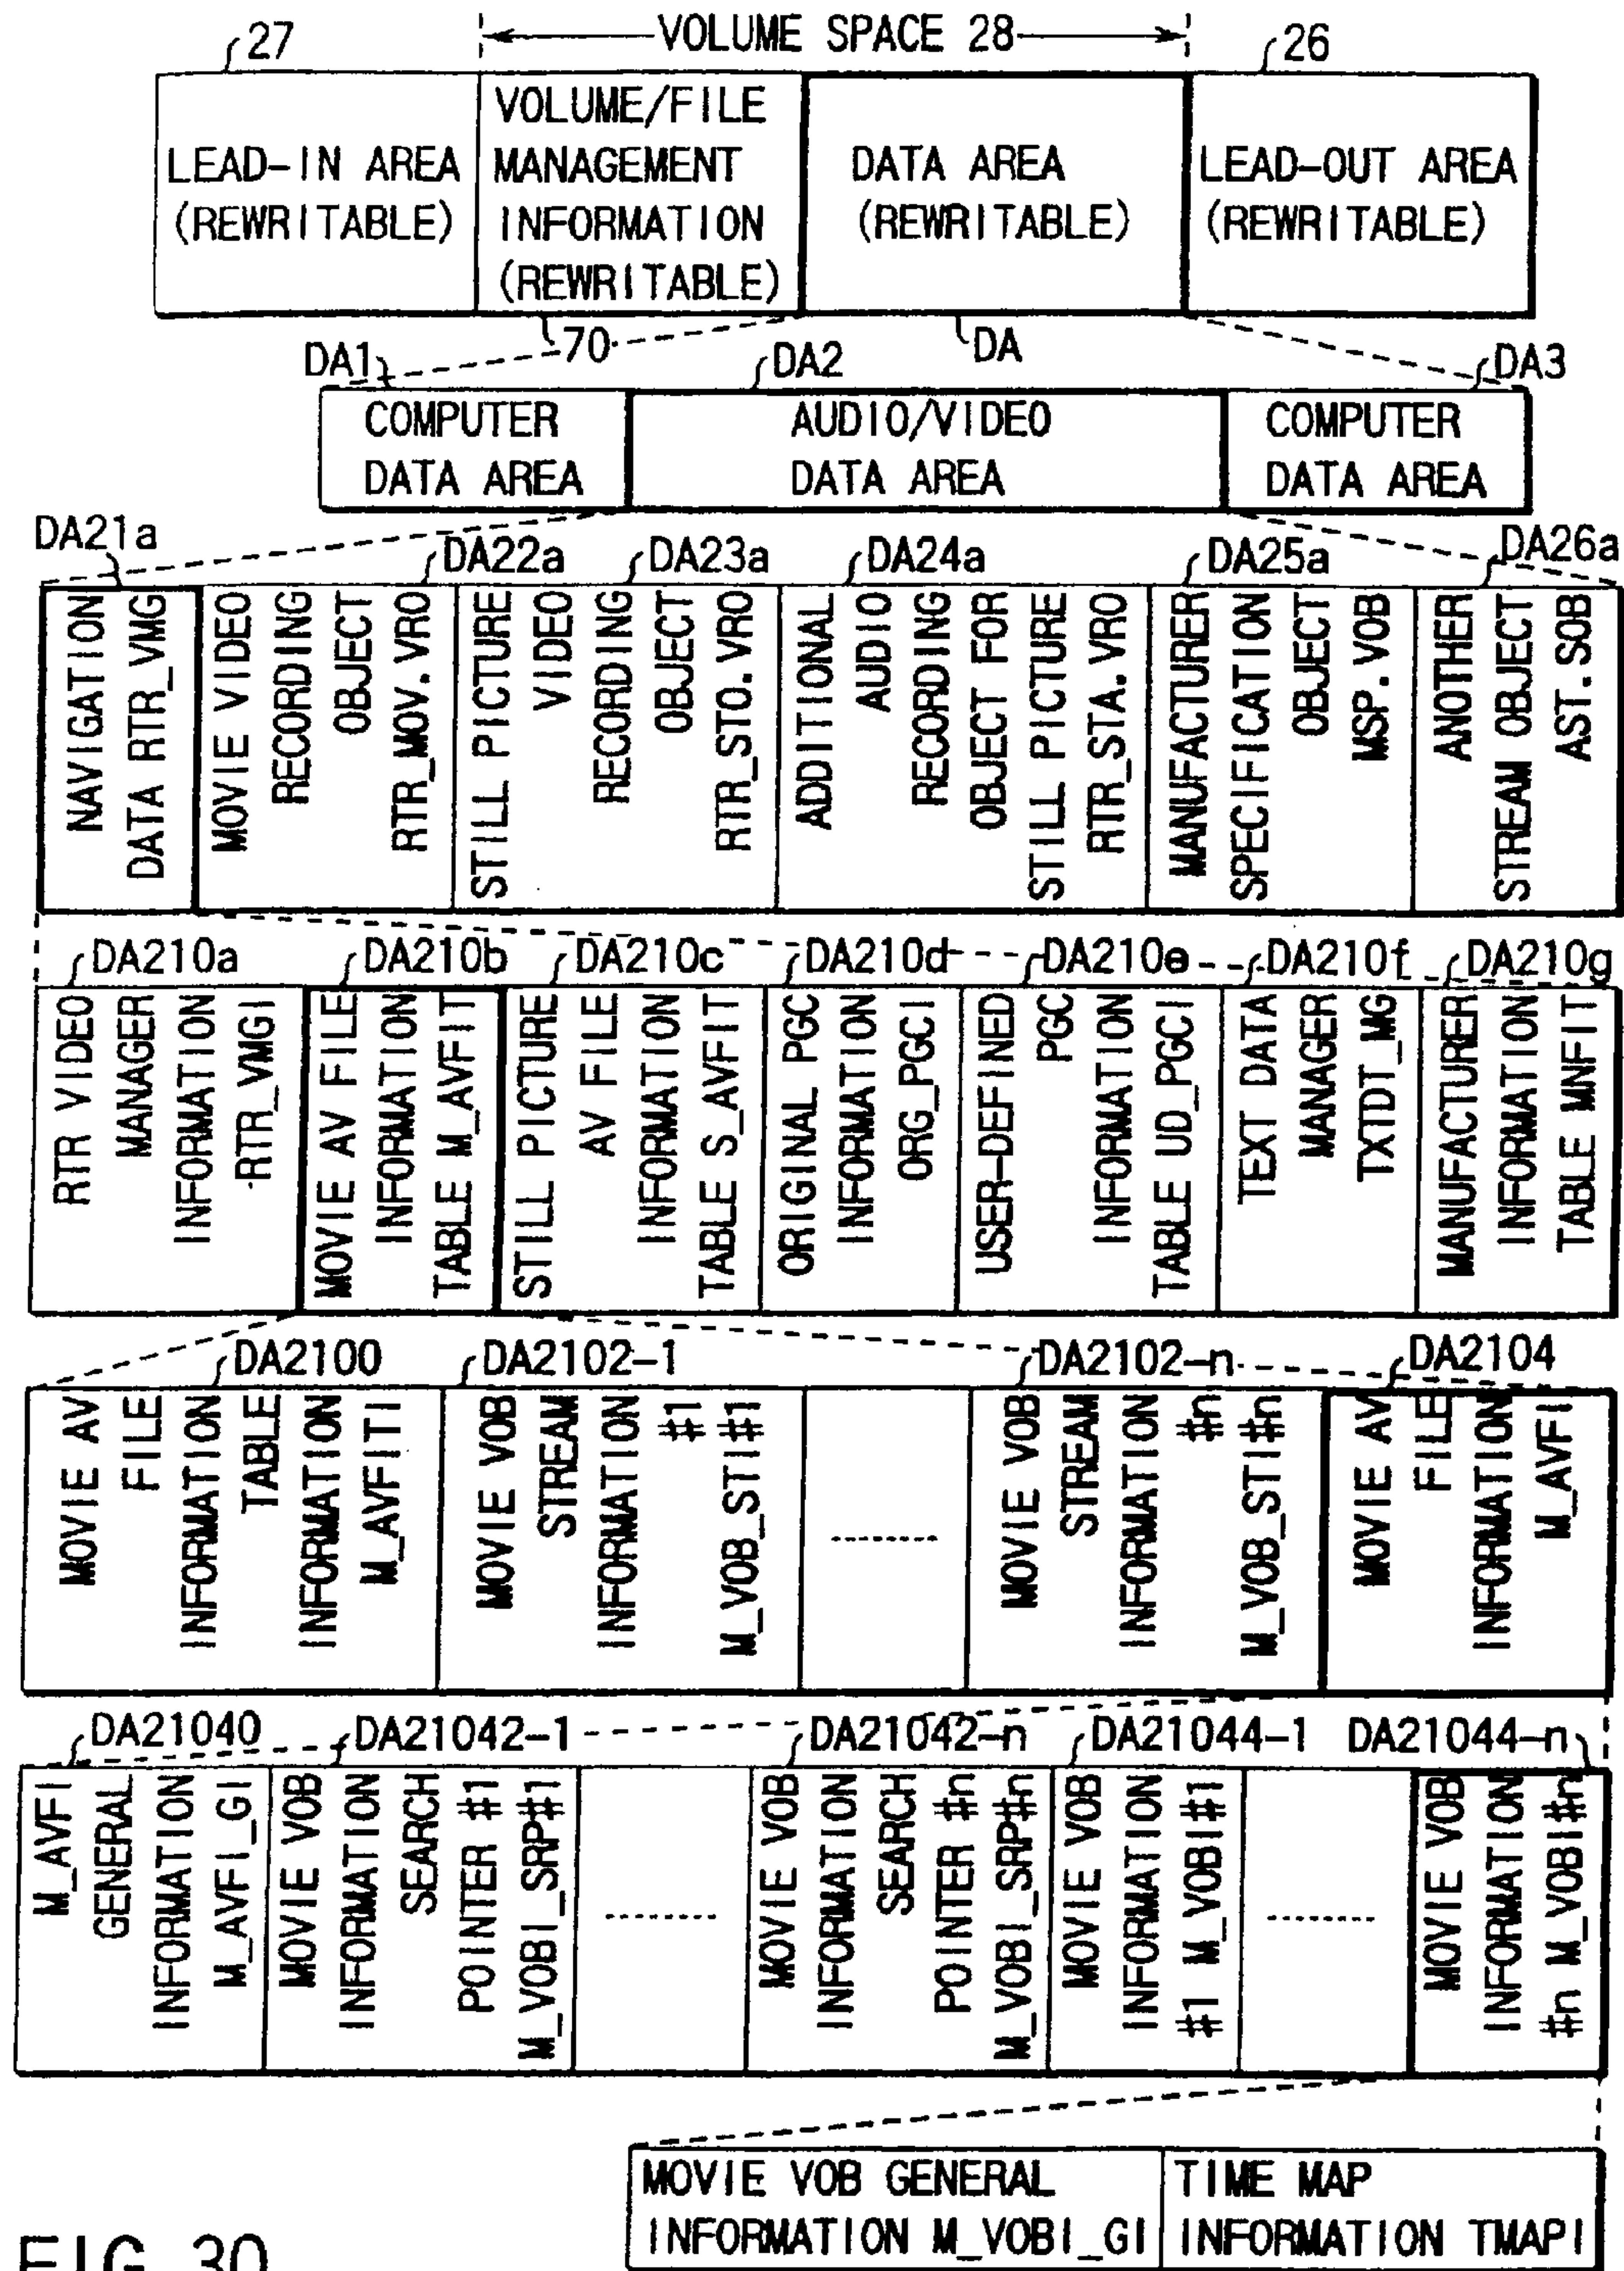 27
VOLUME SPACE 28
26
LEAD-IN AREA
(REWRITABLE)
VOLUME/FILE
MANAGEMENT
INFORMATION
(REWRITABLE)
DATA AREA
(REWRITABLE)
LEAD-OUT AREA
(REWRITABLE)
70
DA
DA1
DA2
DA3
COMPUTER
DATA AREA
AUDIO/VIDEO
DATA AREA
COMPUTER
DATA AREA
DA21a
DA22a
DA23a
DA24a
DA25a
DA26a
NAVIGATION
DATA RTR_VMG
MOVIE VIDEO
RECORDING
OBJECT
RTR_MOV.VRO
STILL PICTURE
VIDEO
RECORDING
OBJECT
RTR_STO.VRO
ADDITIONAL
AUDIO
RECORDING
OBJECT FOR
STILL PICTURE
RTR_STA.VRO
MANUFACTURER
SPECIFICATION
OBJECT
MSP.VOB
ANOTHER
STREAM OBJECT
AST.SOB
DA210a
DA210b
DA210c
DA210d
DA210e
DA210f
DA210g
RTR VIDEO
MANAGER
INFORMATION
RTR_VMGI
MOVIE AV FILE
INFORMATION
TABLE M_AVFIT
STILL PICTURE
AV FILE
INFORMATION
TABLE S_AVFIT
ORIGINAL PGC
INFORMATION
ORG_PGCI
USER-DEFINED
PGC
INFORMATION
TABLE UD_PGCI
TEXT DATA
MANAGER
TXTDT_MG
MANUFACTURER
INFORMATION
TABLE MNFIT
DA2100
DA2102-1
DA2102-n
DA2104
MOVIE AV
FILE
INFORMATION
TABLE
INFORMATION
M_AVFITI
MOVIE VOB
STREAM
INFORMATION
#1
M_VOB_STI#1
MOVIE VOB
STREAM
INFORMATION
#n
M_VOB_STI#n
MOVIE AV
FILE
INFORMATION
M_AVFI
DA21040
DA21042-1
DA21042-n
DA21044-1
DA21044-n
M_AVFI
GENERAL
INFORMATION
M_AVFI_GI
MOVIE VOB
INFORMATION
SEARCH
POINTER #1
M_VOBI_SRP#1
MOVIE VOB
INFORMATION
SEARCH
POINTER #n
M_VOBI_SRP#n
MOVIE VOB
INFORMATION
#1 M_VOBI#1
MOVIE VOB
INFORMATION
#n M_VOBI#n
MOVIE VOB GENERAL
INFORMATION M_VOBI_GI
TIME MAP
INFORMATION TMAPI
FIG. 30